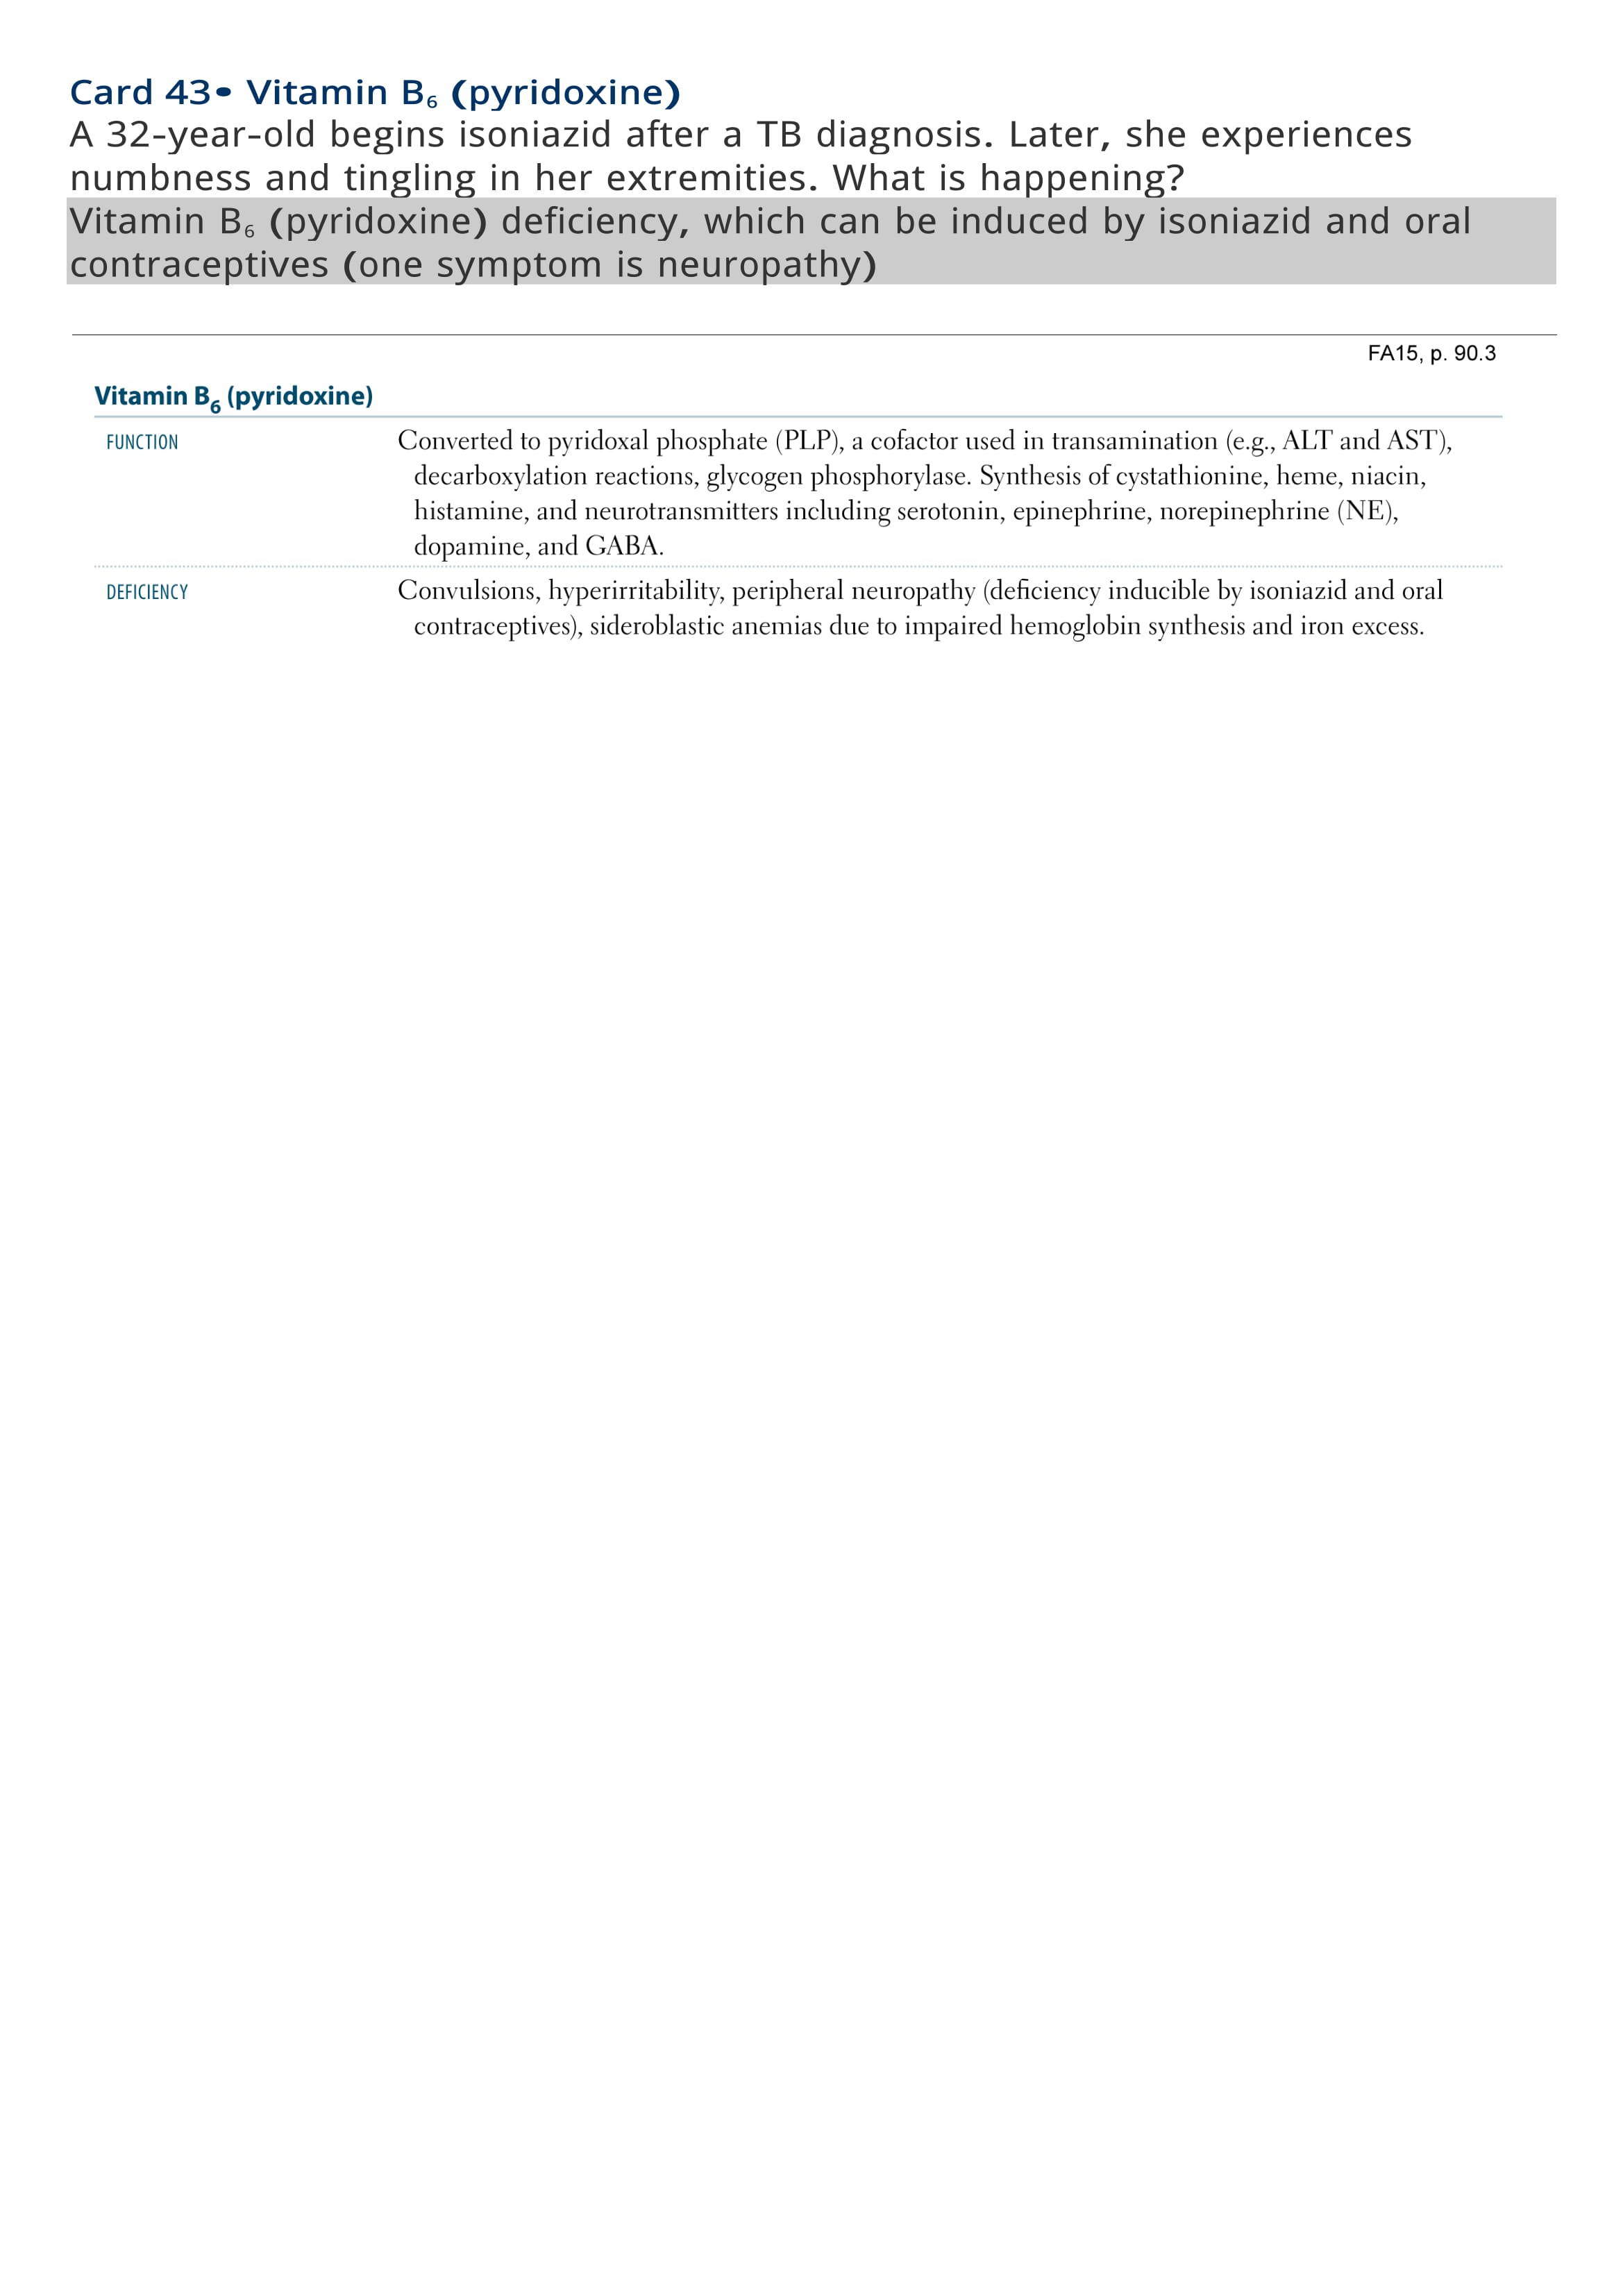 Card 43• Vitamin B₆ (pyridoxine)
A 32-year-old begins isoniazid after a TB diagnosis. Later, she experiences
numbness and tingling in her extremities. What is happening?
Vitamin B₆ (pyridoxine) deficiency, which can be induced by isoniazid and oral
contraceptives (one symptom is neuropathy)
FA15, p. 90.3
Vitamin B₆ (pyridoxine)
FUNCTION
Converted to pyridoxal phosphate (PLP), a cofactor used in transamination (e.g., ALT and AST),
decarboxylation reactions, glycogen phosphorylase. Synthesis of cystathionine, heme, niacin,
histamine, and neurotransmitters including serotonin, epinephrine, norepinephrine (NE),
dopamine, and GABA.
DEFICIENCY
Convulsions, hyperirritability, peripheral neuropathy (deficiency inducible by isoniazid and oral
contraceptives), sideroblastic anemias due to impaired hemoglobin synthesis and iron excess.